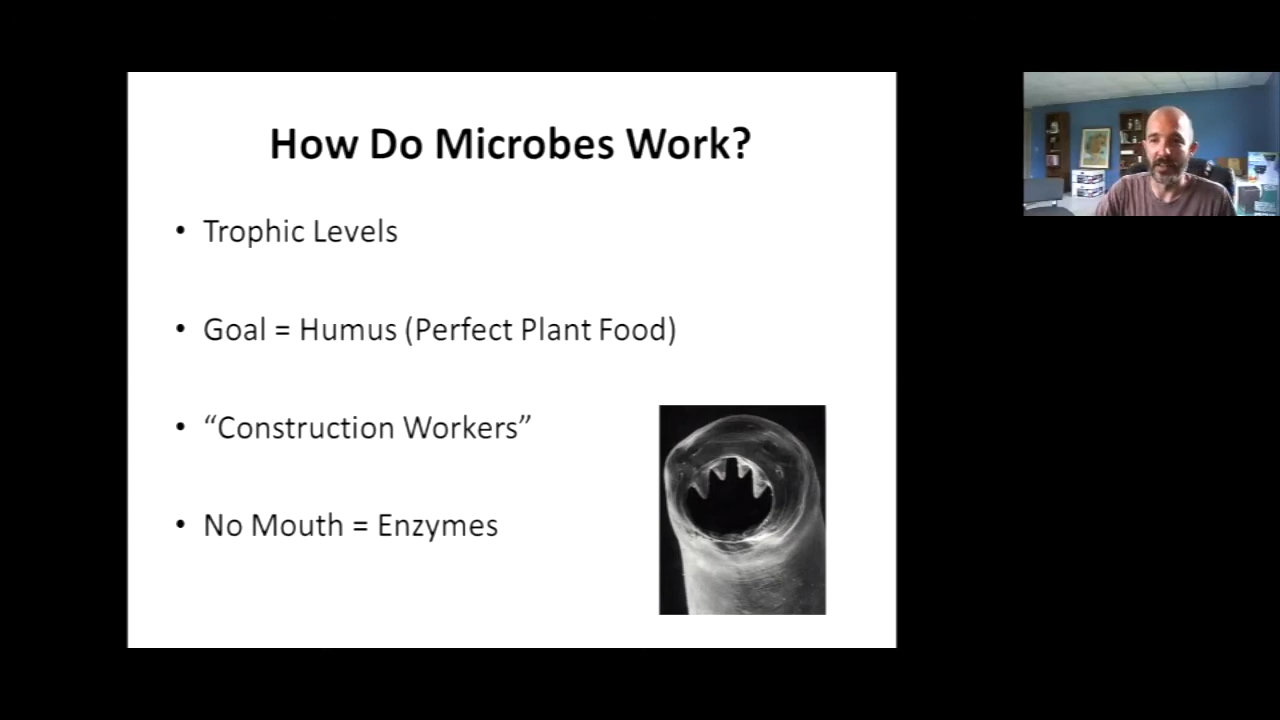 How Do Microbes Work?
• Trophic Levels
• Goal = Humus (Perfect Plant Food)
• “Construction Workers”
• No Mouth = Enzymes